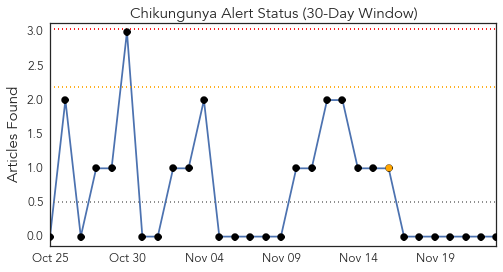 Chikungunya Alert Status (30-Day Window)
Articles Found
3.0
2.5
2.0
1.5
1.0
0.5
0.0
Oct 25
Oct 30
Nov 04
Nov 09
Nov 14
Nov 19